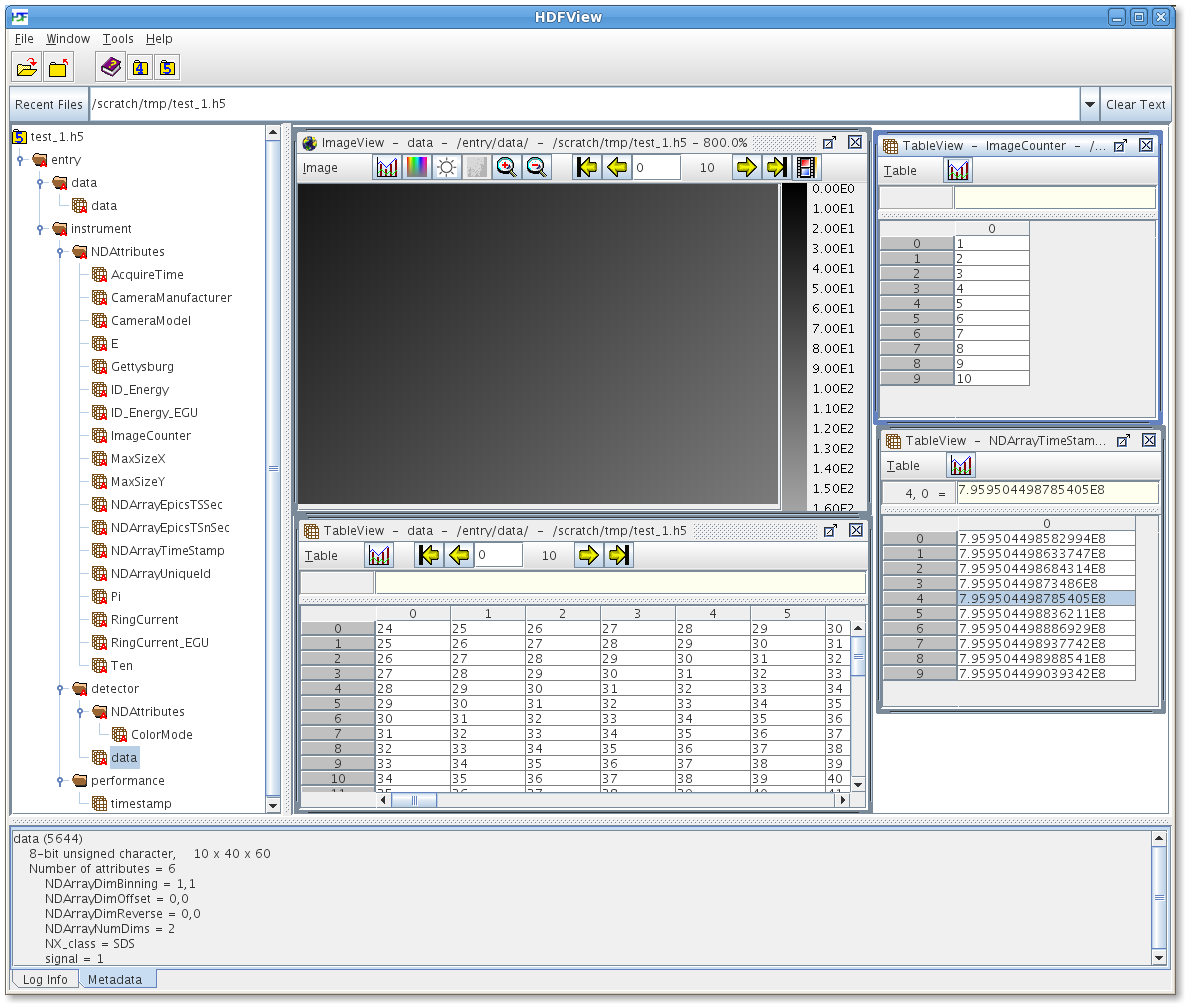 HDFView
File Window Tools Help
4 5
Recent Files /scratch/tmp/test_1.h5 Clear Text
5 test_1.h5
entry
data
data
instrument
NDAttributes
AcquireTime
CameraManufacturer
CameraModel
E
Gettysburg
ID_Energy
ID_Energy_EGU
ImageCounter
MaxSizeX
MaxSizeY
NDArrayEpicsTSSec
NDArrayEpicsTSnSec
NDArrayTimeStamp
NDArrayUniqueId
Pi
RingCurrent
RingCurrent_EGU
Ten
detector
NDAttributes
ColorMode
data
performance
timestamp
ImageView - data - /entry/data/ - /scratch/tmp/test_1.h5 - 800.0%
Image 0 10
0.00E0
1.00E1
2.00E1
3.00E1
4.00E1
5.00E1
6.00E1
7.00E1
8.00E1
9.00E1
1.00E2
1.10E2
1.20E2
1.30E2
1.40E2
1.50E2
1.60E2
TableView - data - /entry/data/ - /scratch/tmp/test_1.h5
Table 0 10
0 1 2 3 4 5
0 24 25 26 27 28 29 30
1 25 26 27 28 29 30 31
2 26 27 28 29 30 31 32
3 27 28 29 30 31 32 33
4 28 29 30 31 32 33 34
5 29 30 31 32 33 34 35
6 30 31 32 33 34 35 36
7 31 32 33 34 35 36 37
8 32 33 34 35 36 37 38
9 33 34 35 36 37 38 39
10 34 35 36 37 38 39 40
11 35 36 37 38 39 40 41
TableView - ImageCounter - /...
Table
0
0 1
1 2
2 3
3 4
4 5
5 6
6 7
7 8
8 9
9 10
TableView - NDArrayTimeStam...
Table
4, 0 = 7.959504498785405E8
0
0 7.959504498582994E8
1 7.959504498633747E8
2 7.959504498684314E8
3 7.95950449873486E8
4 7.959504498785405E8
5 7.959504498836211E8
6 7.959504498886929E8
7 7.959504498937742E8
8 7.959504498988541E8
9 7.959504499039342E8
data (5644)
8-bit unsigned character, 10 x 40 x 60
Number of attributes = 6
NDArrayDimBinning = 1,1
NDArrayDimOffset = 0,0
NDArrayDimReverse = 0,0
NDArrayNumDims = 2
NX_class = SDS
signal = 1
Log Info Metadata